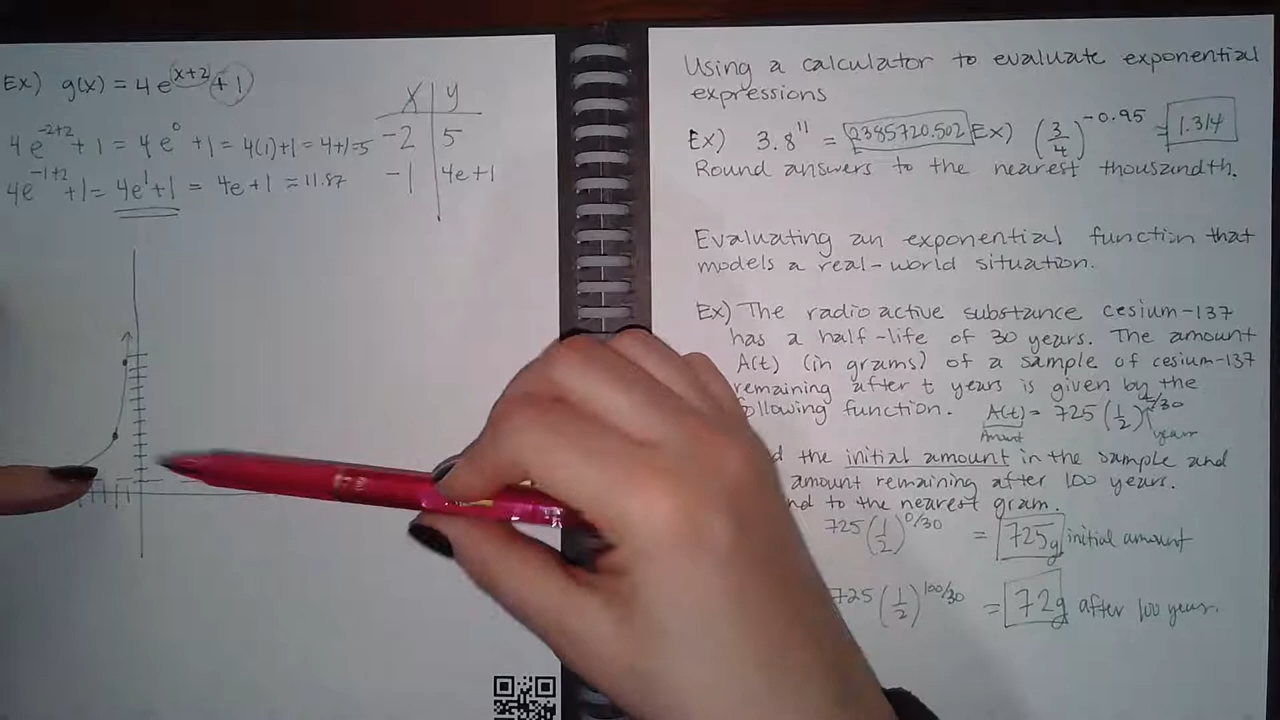 Ex) g(x) = 4e^(x+2) + 1
x | y
-2 | 5
-1 | 4e+1
4e^(-2+2) + 1 = 4e^0 + 1 = 4(1)+1 = 4+1=5
4e^(-1+2) + 1 = 4e^1 + 1 = 4e+1 = 11.87
Using a calculator to evaluate exponential
expressions
Ex) 3.8^11 = 2385720.502 Ex) (3/4)^(-0.95) = 1.314
Round answers to the nearest thousandth.
Evaluating an exponential function that
models a real-world situation.
Ex) The radioactive substance cesium-137
has a half-life of 30 years. The amount
A(t) (in grams) of a sample of cesium-137
remaining after t years is given by the
following function. A(t) = 725(1/2)^(t/30)
Amount years
the initial amount in the sample and
amount remaining after 100 years.
to the nearest gram.
725(1/2)^(0/30) = 725g initial amount
725(1/2)^(100/30) = 72g after 100 years.